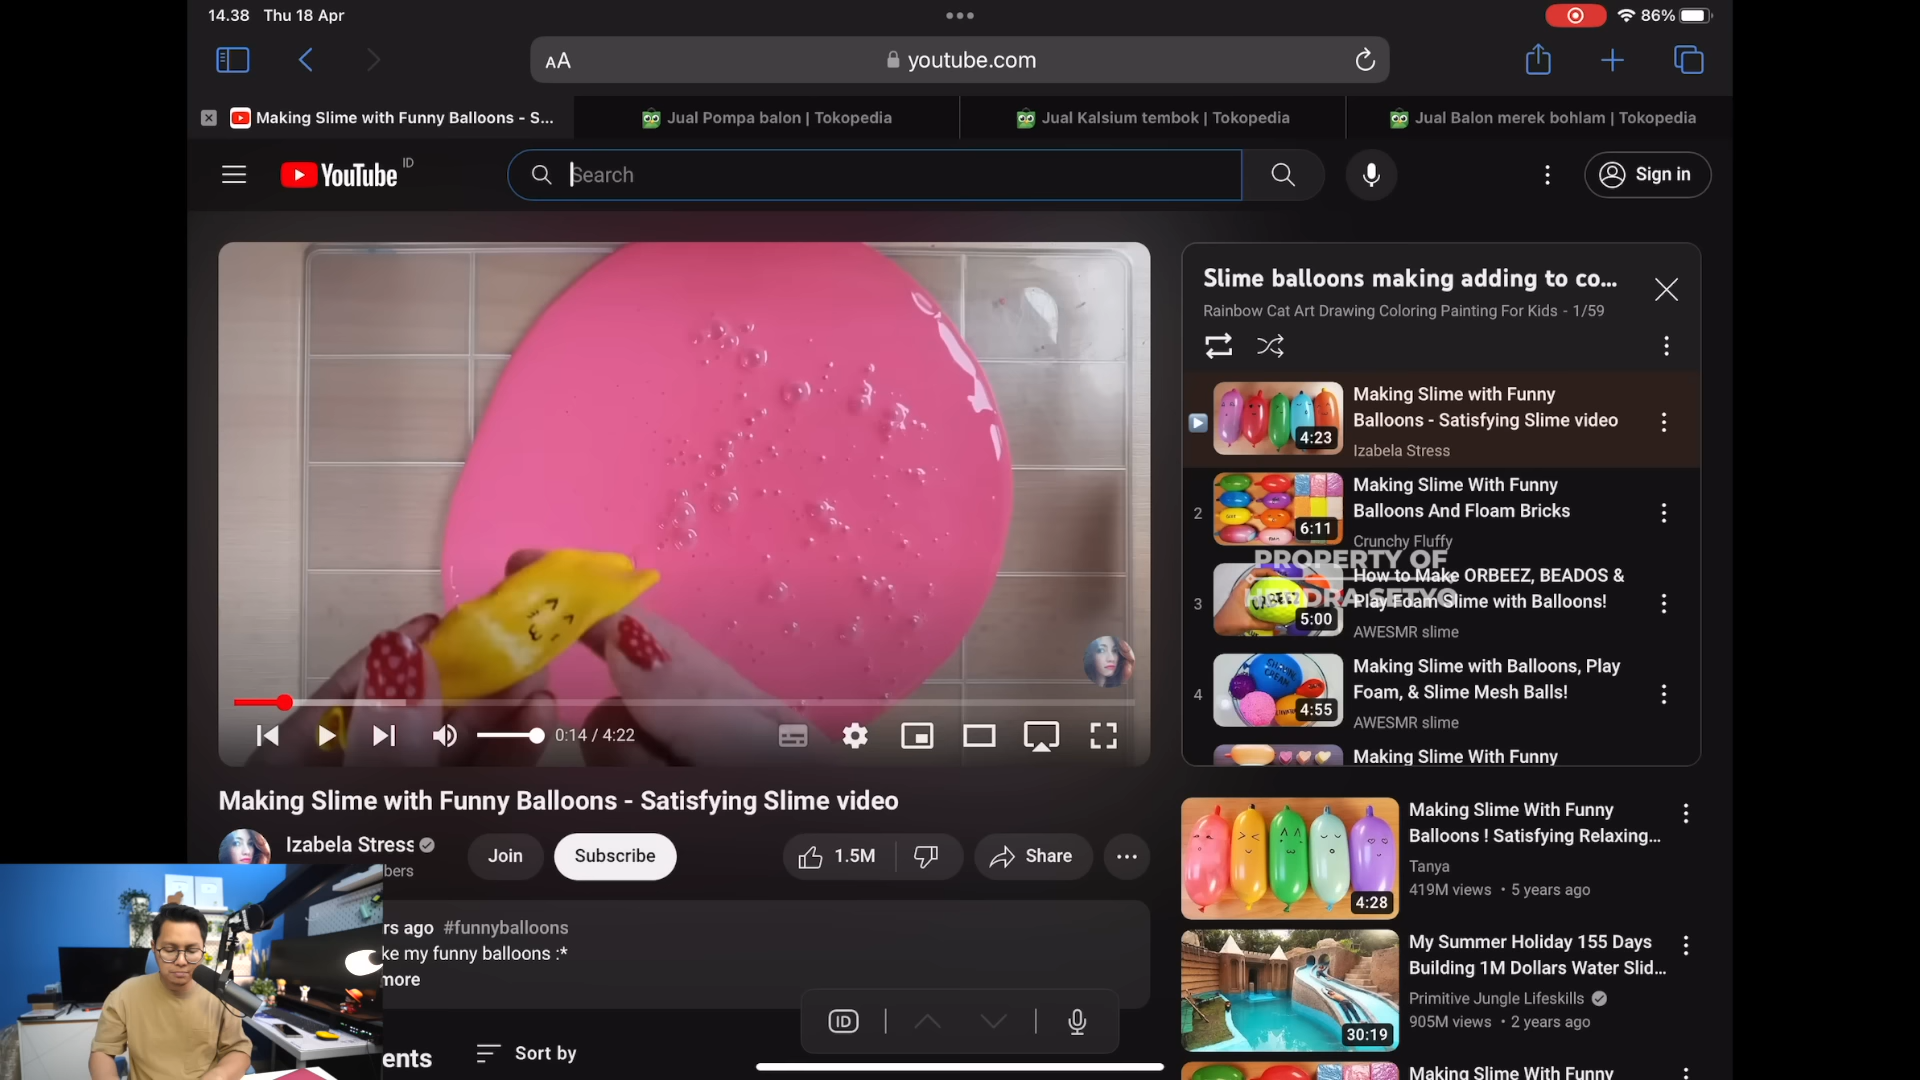 14.38 Thu 18 Apr
86%
AA
youtube.com
Making Slime with Funny Balloons - S...
Jual Pompa balon | Tokopedia
Jual Kalsium tembok | Tokopedia
Jual Balon merek bohlam | Tokopedia
YouTube ID
Search
Sign in
Slime balloons making adding to co...
Rainbow Cat Art Drawing Coloring Painting For Kids - 1/59
4:23
Making Slime with Funny
Balloons - Satisfying Slime video
Izabela Stress
2
6:11
Making Slime With Funny
Balloons And Floam Bricks
Crunchy Fluffy
PROPERTY OF
HENDRA SETYO
3
ORBEEZ
5:00
How to Make ORBEEZ, BEADOS &
Play Foam Slime with Balloons!
AWESMR slime
4
SHAVING
CREAM
4:55
Making Slime with Balloons, Play
Foam, & Slime Mesh Balls!
AWESMR slime
Making Slime With Funny
0:14 / 4:22
Making Slime with Funny Balloons - Satisfying Slime video
Izabela Stress
bers
Join
Subscribe
1.5M
Share
rs ago #funnyballoons
ke my funny balloons :*
more
ents
Sort by
ID
4:28
Making Slime With Funny
Balloons ! Satisfying Relaxing...
Tanya
419M views • 5 years ago
30:19
My Summer Holiday 155 Days
Building 1M Dollars Water Slid...
Primitive Jungle Lifeskills
905M views • 2 years ago
Making Slime With Funny